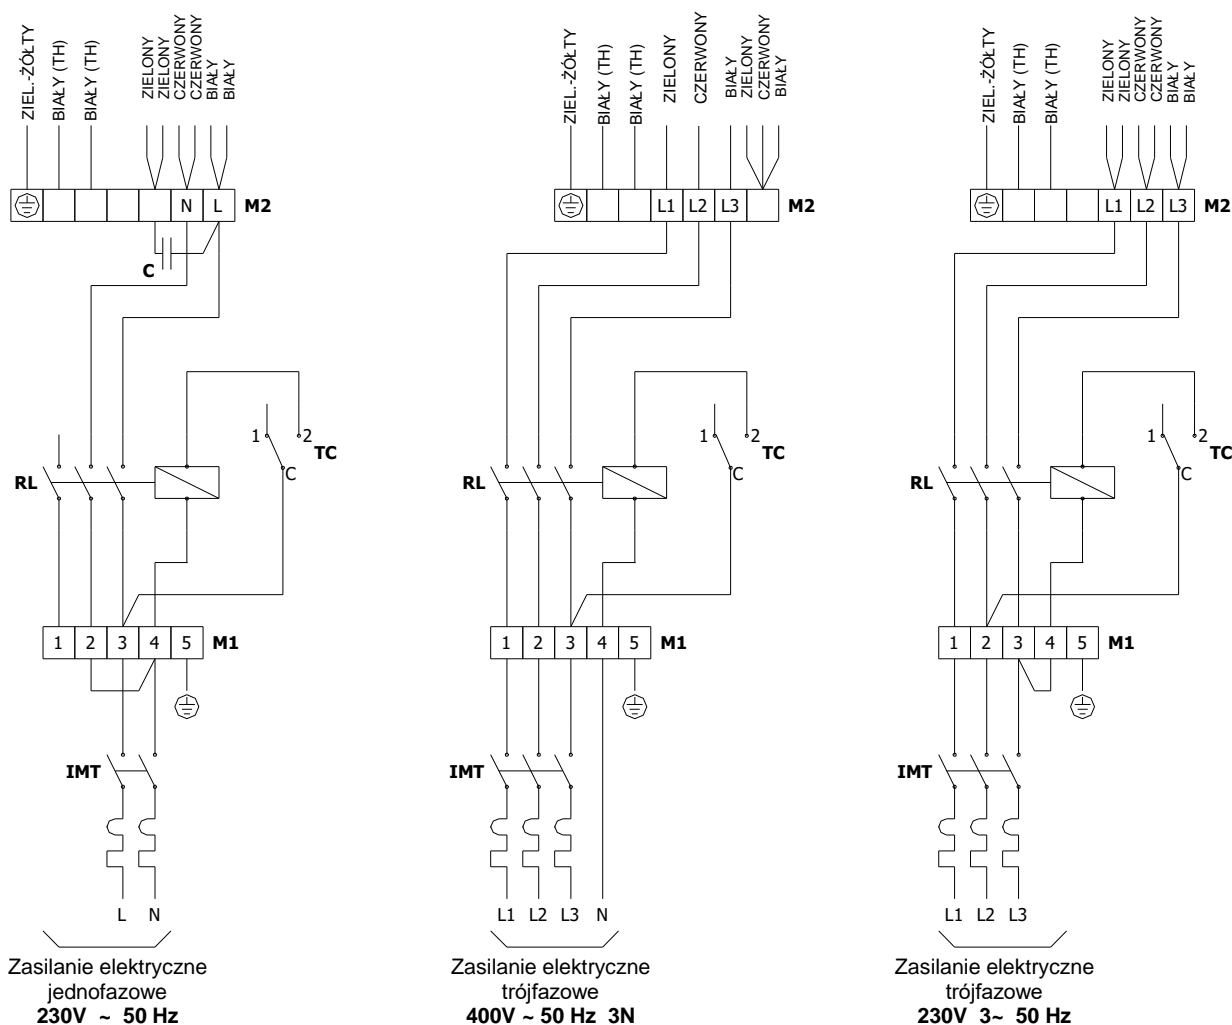 ZIEL.-ŻÓŁTY
BIAŁY (TH)
BIAŁY (TH)
ZIELONY
ZIELONY
CZERWONY
CZERWONY
BIAŁY
BIAŁY
N L M2
C
1 2
TC
C
RL
1 2 3 4 5 M1
IMT
L N
Zasilanie elektryczne
jednofazowe
230V ~ 50 Hz
ZIEL.-ŻÓŁTY
BIAŁY (TH)
BIAŁY (TH)
ZIELONY
CZERWONY
BIAŁY
ZIELONY
CZERWONY
BIAŁY
L1 L2 L3 M2
1 2
TC
C
RL
1 2 3 4 5 M1
IMT
L1 L2 L3 N
Zasilanie elektryczne
trójfazowe
400V ~ 50 Hz 3N
ZIEL.-ŻÓŁTY
BIAŁY (TH)
BIAŁY (TH)
ZIELONY
ZIELONY
CZERWONY
CZERWONY
BIAŁY
BIAŁY
L1 L2 L3 M2
1 2
TC
C
RL
1 2 3 4 5 M1
IMT
L1 L2 L3
Zasilanie elektryczne
trójfazowe
230V 3~ 50 Hz